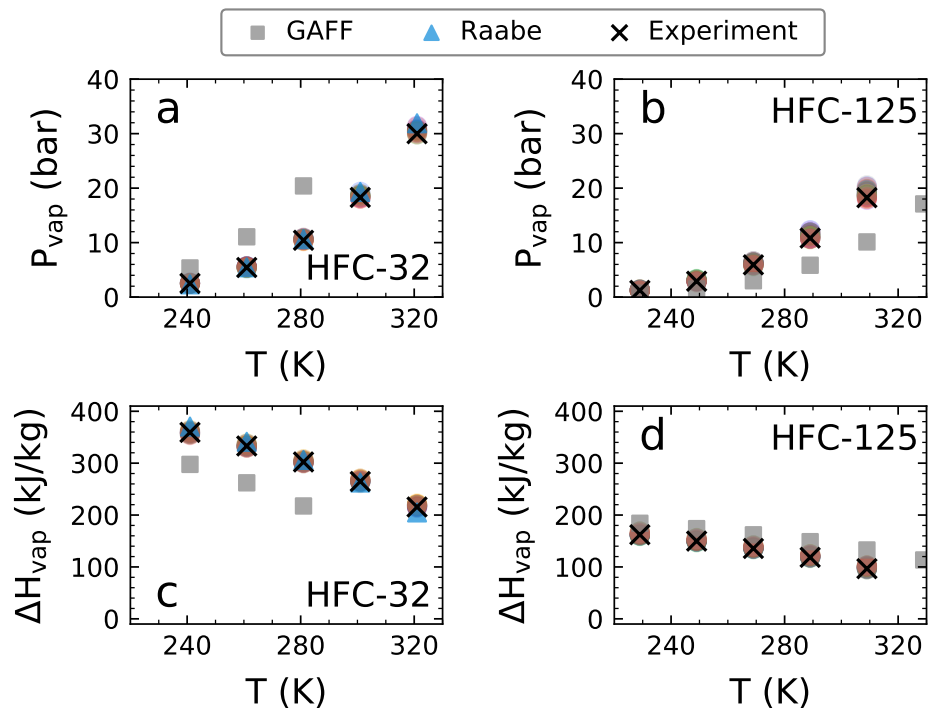 GAFF Raabe Experiment
40
30
20
10
0
P_vap (bar)
a
HFC-32
240 280 320
T (K)
40
30
20
10
0
P_vap (bar)
b HFC-125
240 280 320
T (K)
400
300
200
100
0
ΔH_vap (kJ/kg)
c HFC-32
240 280 320
T (K)
400
300
200
100
0
ΔH_vap (kJ/kg)
d HFC-125
240 280 320
T (K)